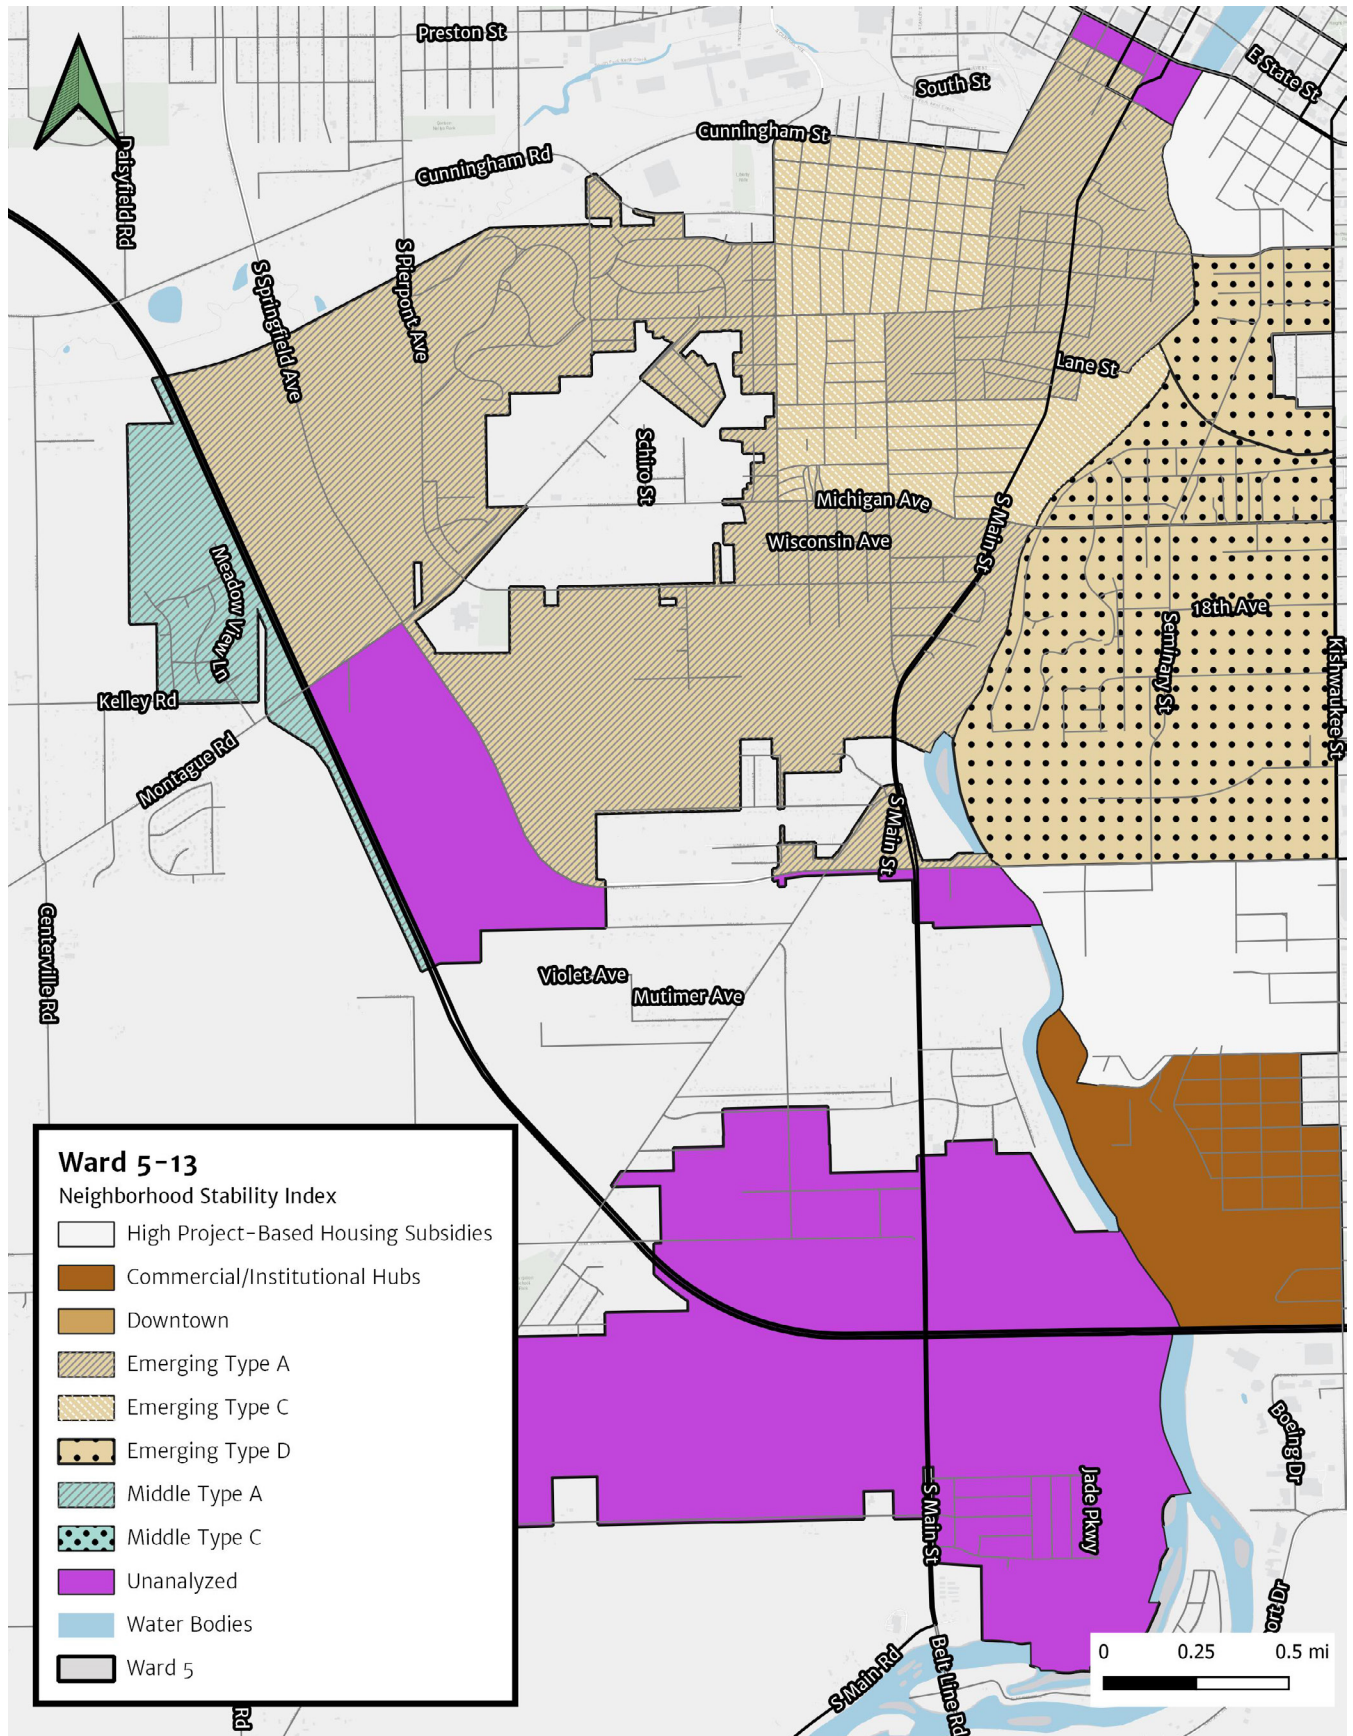 Preston St
E State St
South St
Cunningham St
Cunningham Rd
Daisyfield Rd
S Pierpont Ave
S Springfield Ave
Lane St
Schiro St
Michigan Ave
S Main St
Wisconsin Ave
Meadow View Ln
18th Ave
Seminary St
Kishwaukee St
Kelley Rd
Montague Rd
S Main St
Centerville Rd
Violet Ave
Mutimer Ave
Ward 5-13
Neighborhood Stability Index
High Project-Based Housing Subsidies
Commercial/Institutional Hubs
Downtown
Emerging Type A
Emerging Type C
Emerging Type D
Middle Type A
Middle Type C
Unanalyzed
Water Bodies
Ward 5
Boeing Dr
Jade Pkwy
S Main St
ort Dr
S Main Rd
Belt Line Rd
Rd
0 0.25 0.5 mi